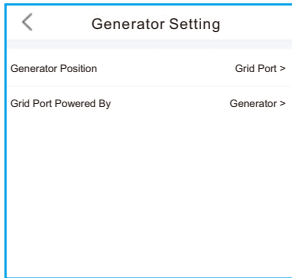 Generator Setting
Generator Position Grid Port >
Grid Port Powered By Generator >